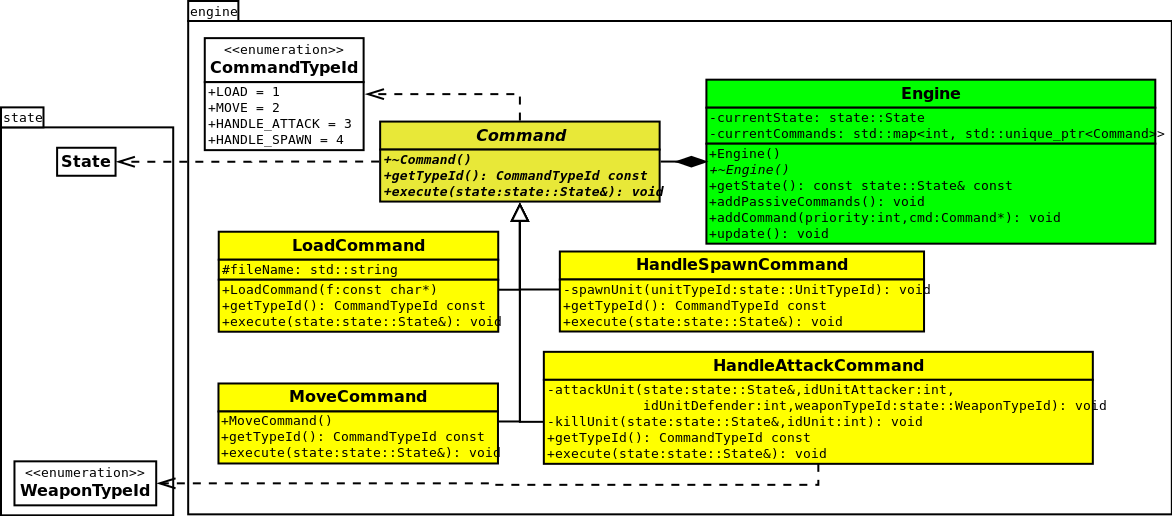 engine
<<enumeration>>
CommandTypeId
+LOAD = 1
+MOVE = 2
+HANDLE_ATTACK = 3
+HANDLE_SPAWN = 4
Engine
-currentState: state::State
-currentCommands: std::map<int, std::unique_ptr<Command>>
+Engine()
+~Engine()
+getState(): const state::State& const
+addPassiveCommands(): void
+addCommand(priority:int,cmd:Command*): void
+update(): void
state
State
Command
+~Command()
+getTypeId(): CommandTypeId const
+execute(state:state::State&): void
LoadCommand
#fileName: std::string
+LoadCommand(f:const char*)
+getTypeId(): CommandTypeId const
+execute(state:state::State&): void
HandleSpawnCommand
-spawnUnit(unitTypeId:state::UnitTypeId): void
+getTypeId(): CommandTypeId const
+execute(state:state::State&): void
MoveCommand
+MoveCommand()
+getTypeId(): CommandTypeId const
+execute(state:state::State&): void
HandleAttackCommand
-attackUnit(state:state::State&,idUnitAttacker:int,
idUnitDefender:int,weaponTypeId:state::WeaponTypeId): void
-killUnit(state:state::State&,idUnit:int): void
+getTypeId(): CommandTypeId const
+execute(state:state::State&): void
<<enumeration>>
WeaponTypeId